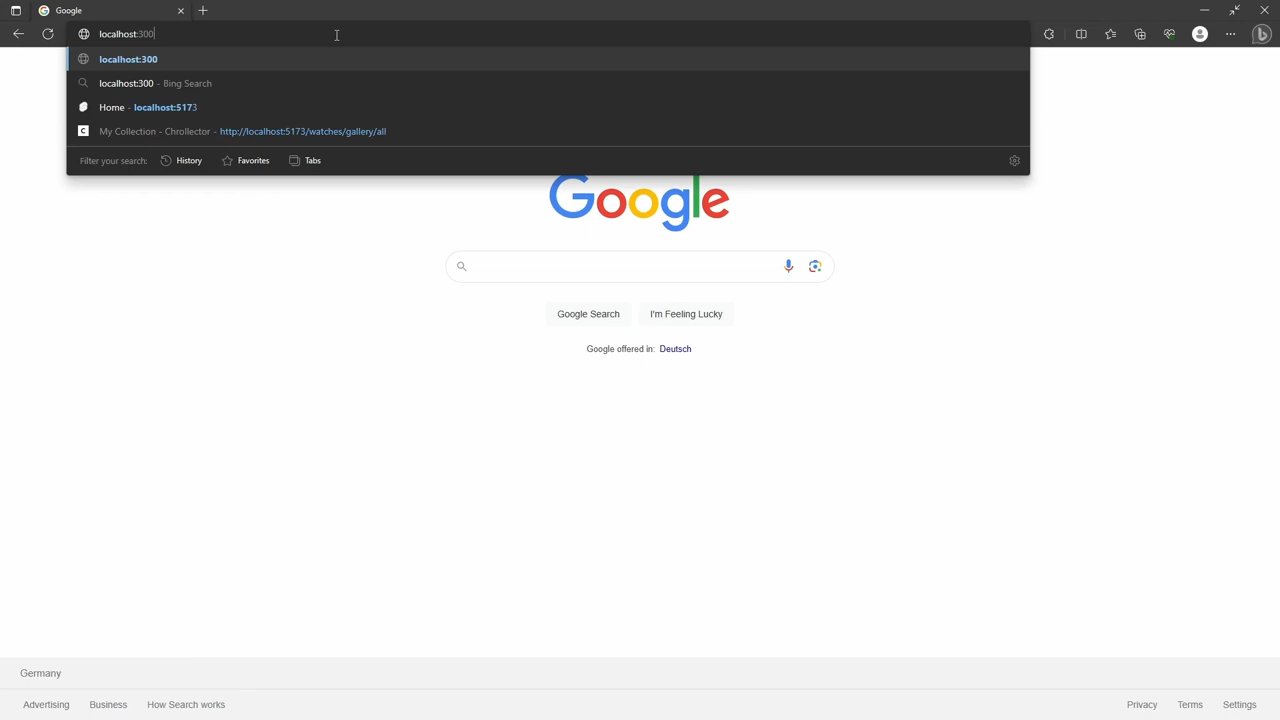 Google
localhost:300
localhost:300
localhost:300 - Bing Search
Home - localhost:5173
My Collection - Chrollector - http://localhost:5173/watches/gallery/all
Filter your search: History Favorites Tabs
Google
Google Search I'm Feeling Lucky
Google offered in: Deutsch
Germany
Advertising Business How Search works Privacy Terms Settings